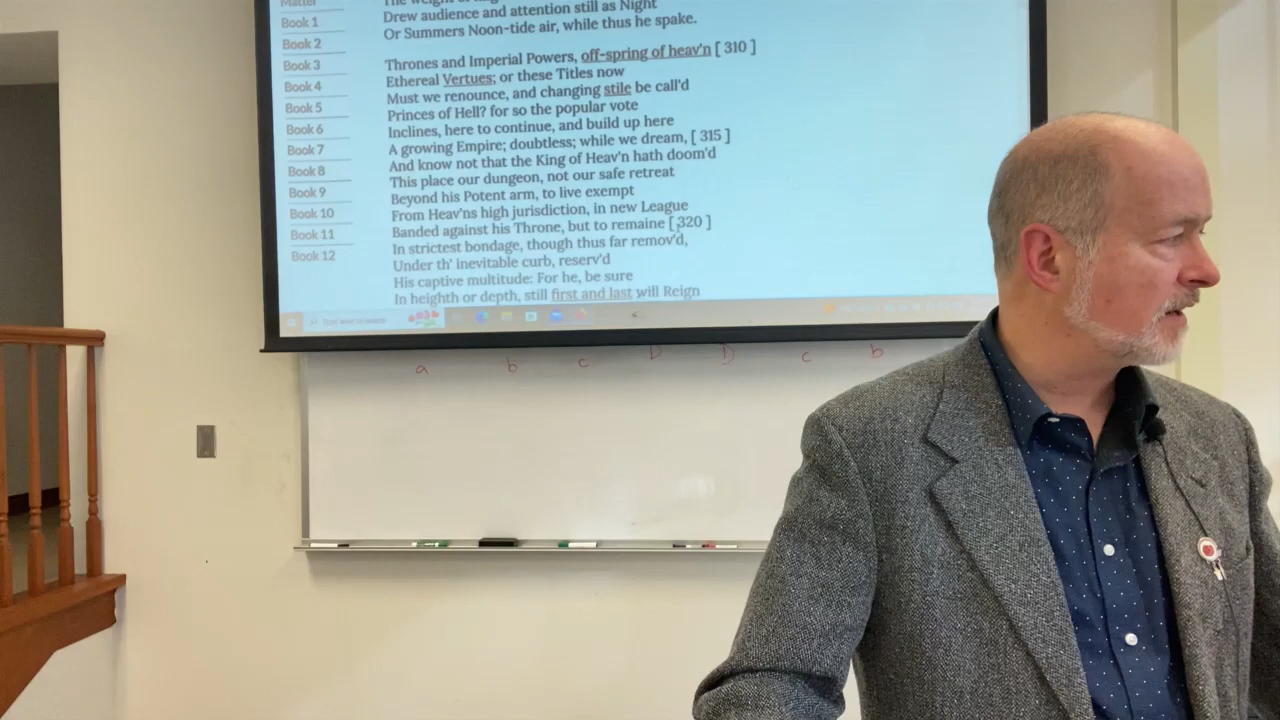 Matter
Book 1
Book 2
Book 3
Book 4
Book 5
Book 6
Book 7
Book 8
Book 9
Book 10
Book 11
Book 12
Drew audience and attention still as Night
Or Summers Noon-tide air, while thus he spake.
Thrones and Imperial Powers, off-spring of heav'n [ 310 ]
Ethereal Vertues; or these Titles now
Must we renounce, and changing stile be call'd
Princes of Hell? for so the popular vote
Inclines, here to continue, and build up here
A growing Empire; doubtless; while we dream, [ 315 ]
And know not that the King of Heav'n hath doom'd
This place our dungeon, not our safe retreat
Beyond his Potent arm, to live exempt
From Heav'ns high jurisdiction, in new League
Banded against his Throne, but to remaine [ 320 ]
In strictest bondage, though thus far remov'd,
Under th' inevitable curb, reserv'd
His captive multitude: For he, be sure
In heighth or depth, still first and last will Reign
a b c D D c b